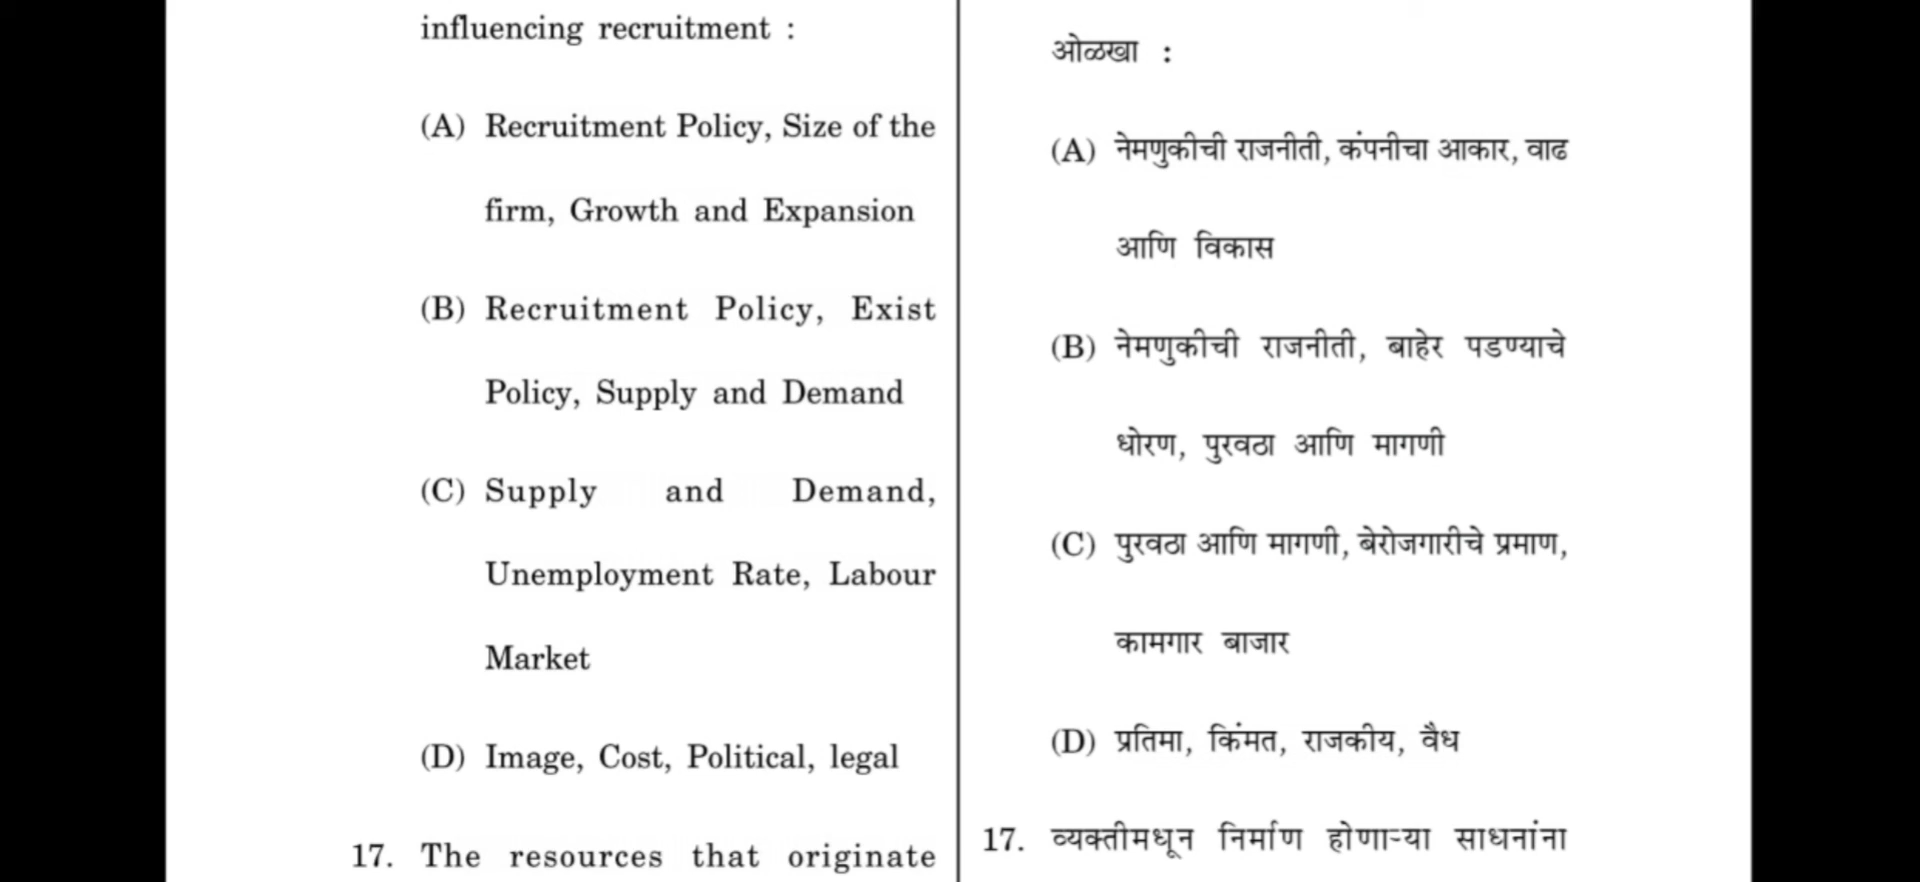 influencing recruitment :
(A) Recruitment Policy, Size of the
firm, Growth and Expansion
(B) Recruitment Policy, Exist
Policy, Supply and Demand
(C) Supply and Demand,
Unemployment Rate, Labour
Market
(D) Image, Cost, Political, legal
17. The resources that originate
ओळखा :
(A) नेमणुकीची राजनीती, कंपनीचा आकार, वाढ
आणि विकास
(B) नेमणुकीची राजनीती, बाहेर पडण्याचे
धोरण, पुरवठा आणि मागणी
(C) पुरवठा आणि मागणी, बेरोजगारीचे प्रमाण,
कामगार बाजार
(D) प्रतिमा, किंमत, राजकीय, वैध
17. व्यक्तीमधून निर्माण होणाऱ्या साधनांना